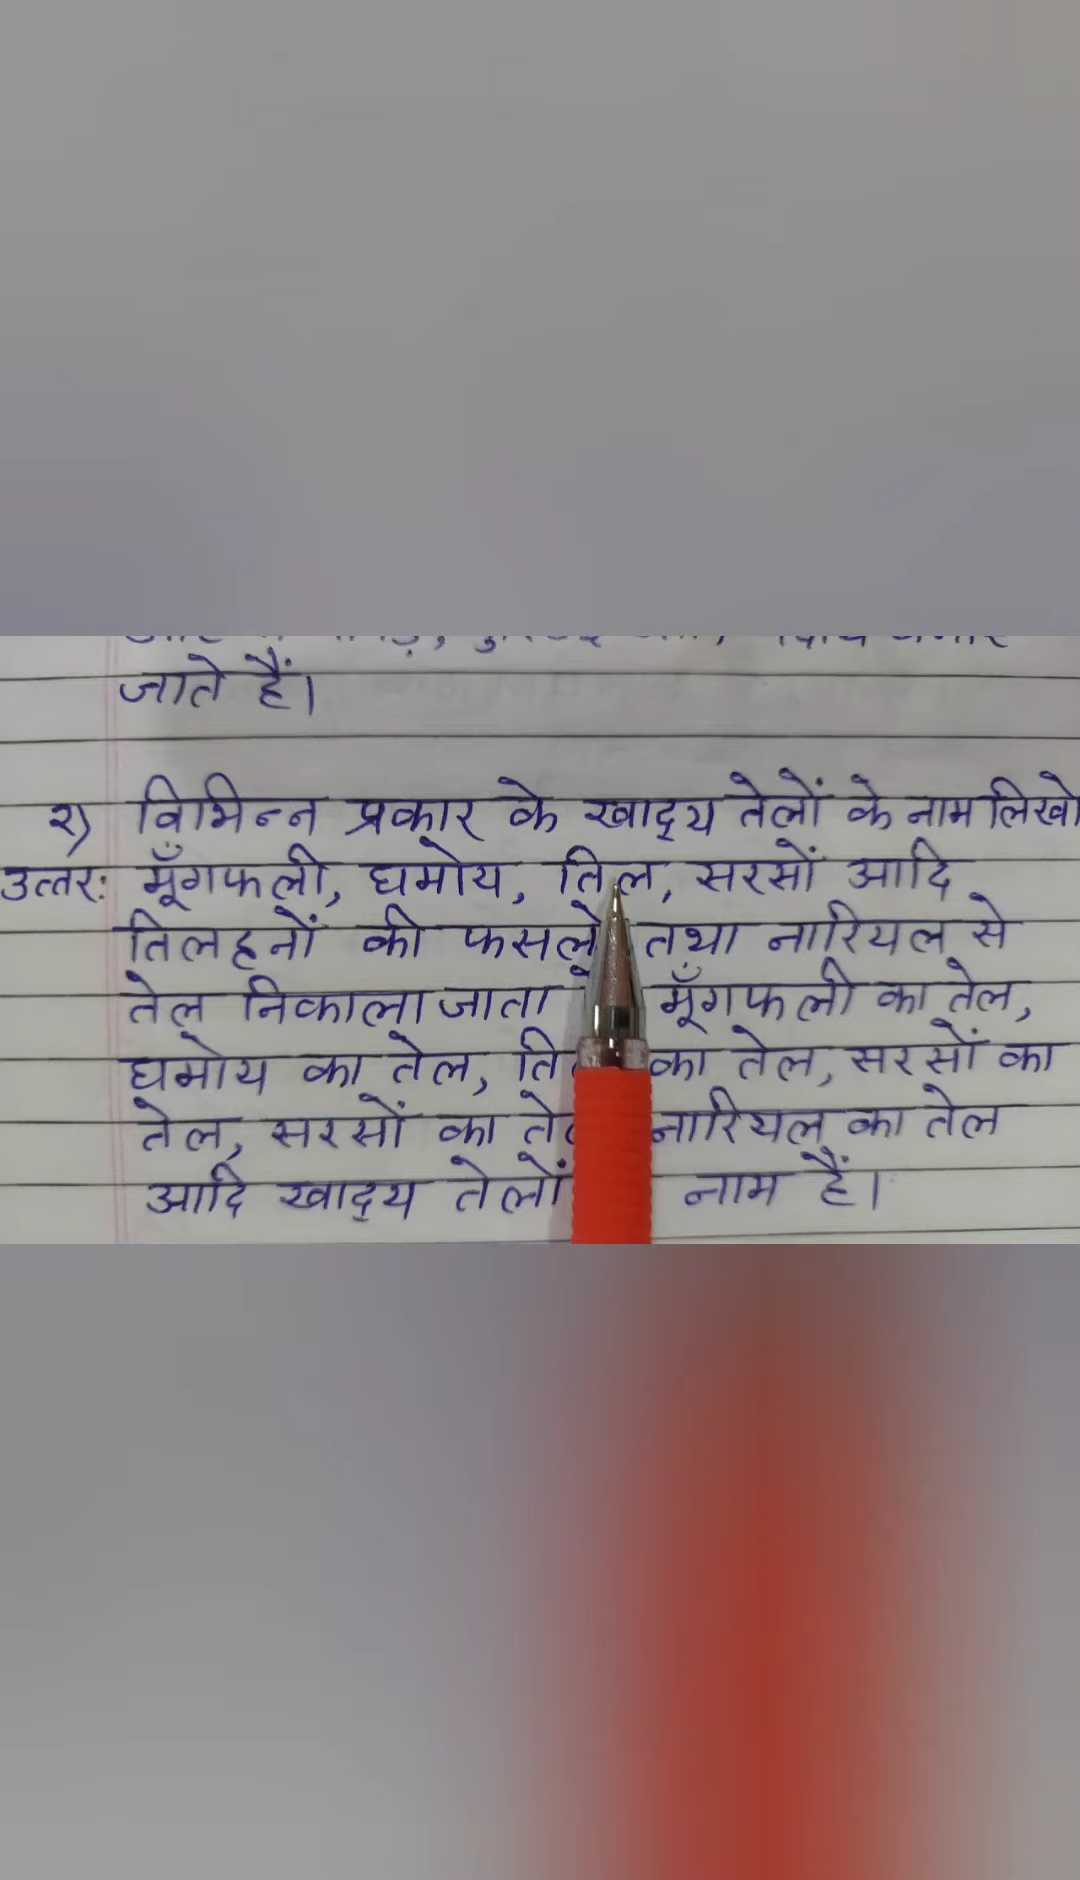 जाते हैं।
२) विभिन्न प्रकार के खाद्य तेलों के नाम लिखो
उत्तर: मूँगफली, घमोय, तिल, सरसों आदि
तिलहनों की फसलें तथा नारियल से
तेल निकाला जाता मूँगफली का तेल,
घमोय का तेल, का तेल, सरसों का
तेल, सरसों का नारियल का तेल
आदि खाद्य तेलों नाम हैं।